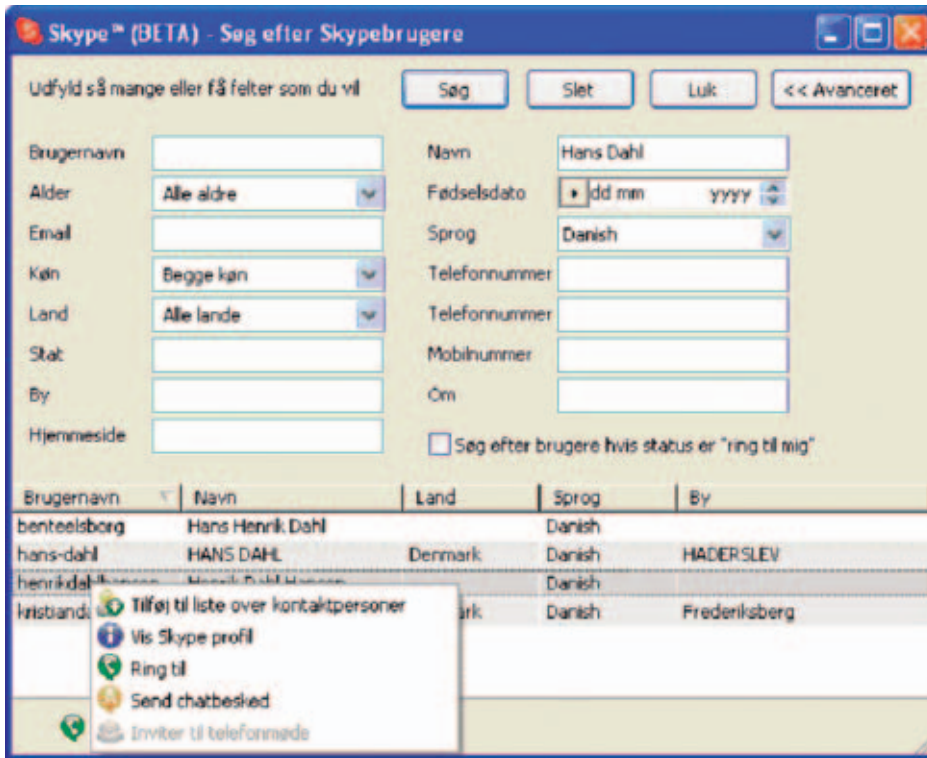 Skype™ (BETA) - Søg efter Skypebrugere
Udfyld så mange eller få felter som du vil Søg Slet Luk << Avanceret
Brugernavn Navn Hans Dahl
Alder Alle aldre Fødselsdato dd mm yyyy
Email Sprog Danish
Køn Begge køn Telefonnummer
Land Alle lande Telefonnummer
Stat Mobilnummer
By Om
Hjemmeside Søg efter brugere hvis status er "ring til mig"
Brugernavn Navn Land Sprog By
benteelsborg Hans Henrik Dahl Danish
hans-dahl HANS DAHL Denmark Danish HADERSLEV
henrikdahlhansen Henrik Dahl Hansen Danish
Danish Frederiksberg
Tilføj til liste over kontaktpersoner
Vis Skype profil
Ring til
Send chatbesked
Inviter til telefonmøde